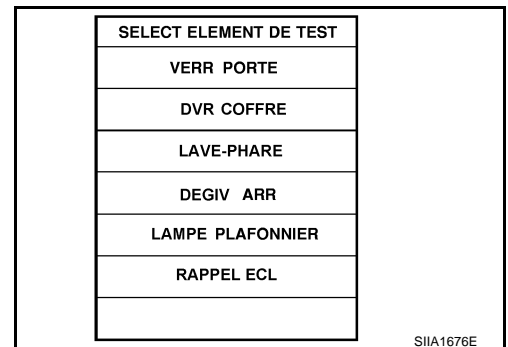 SELECT ELEMENT DE TEST
VERR PORTE
DVR COFFRE
LAVE-PHARE
DEGIV ARR
LAMPE PLAFONNIER
RAPPEL ECL
SIIA1676E